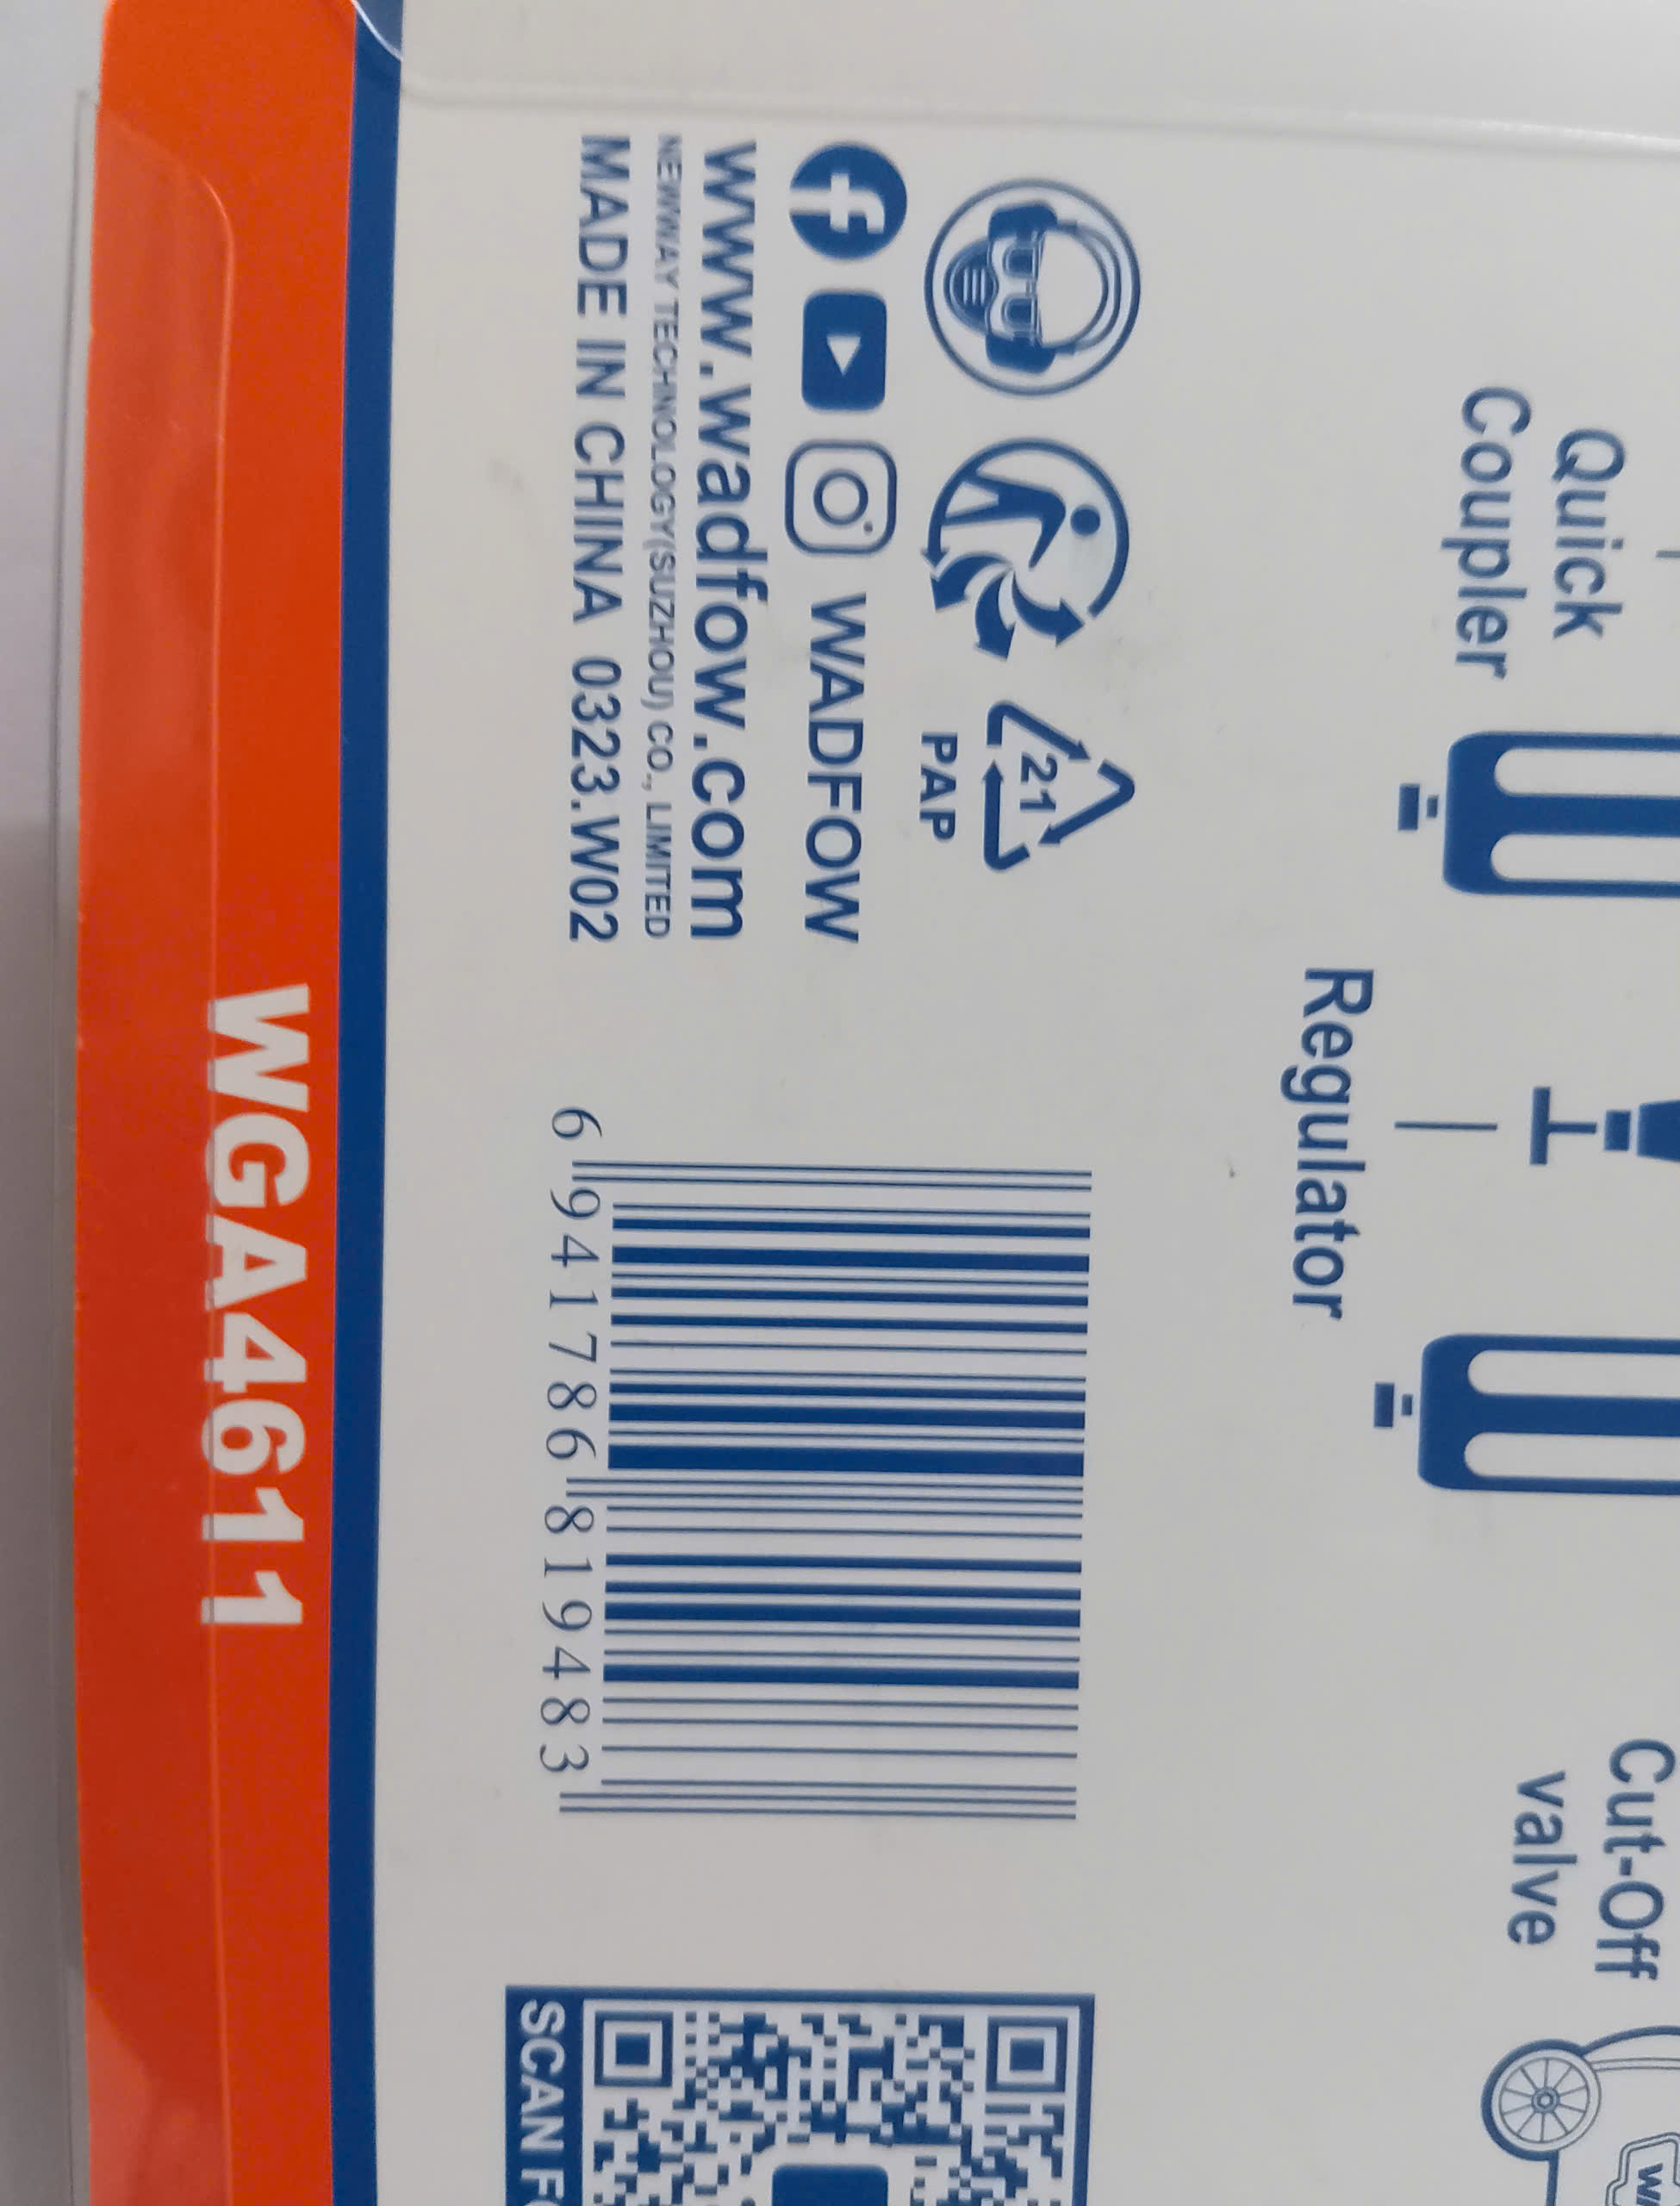 Quick
Coupler
Regulator
Cut-Off
valve
21
PAP
WADFOW
www.wadfow.com
NEWWAY TECHNOLOGY(SUZHOU) CO., LIMITED
MADE IN CHINA 0323.W02
6 941786 819483
SCAN
WGA4611